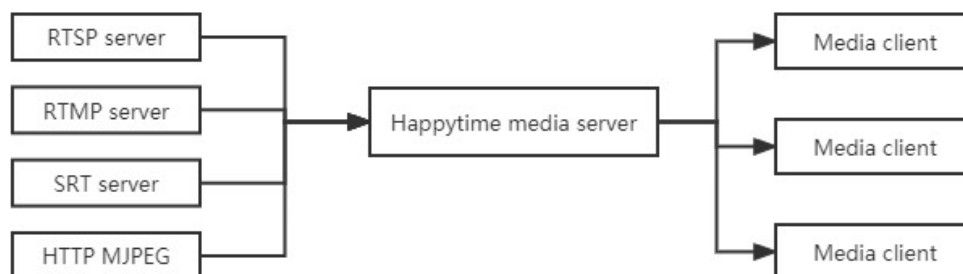 RTSP server
RTMP server
SRT server
HTTP MJPEG
Happytime media server
Media client
Media client
Media client